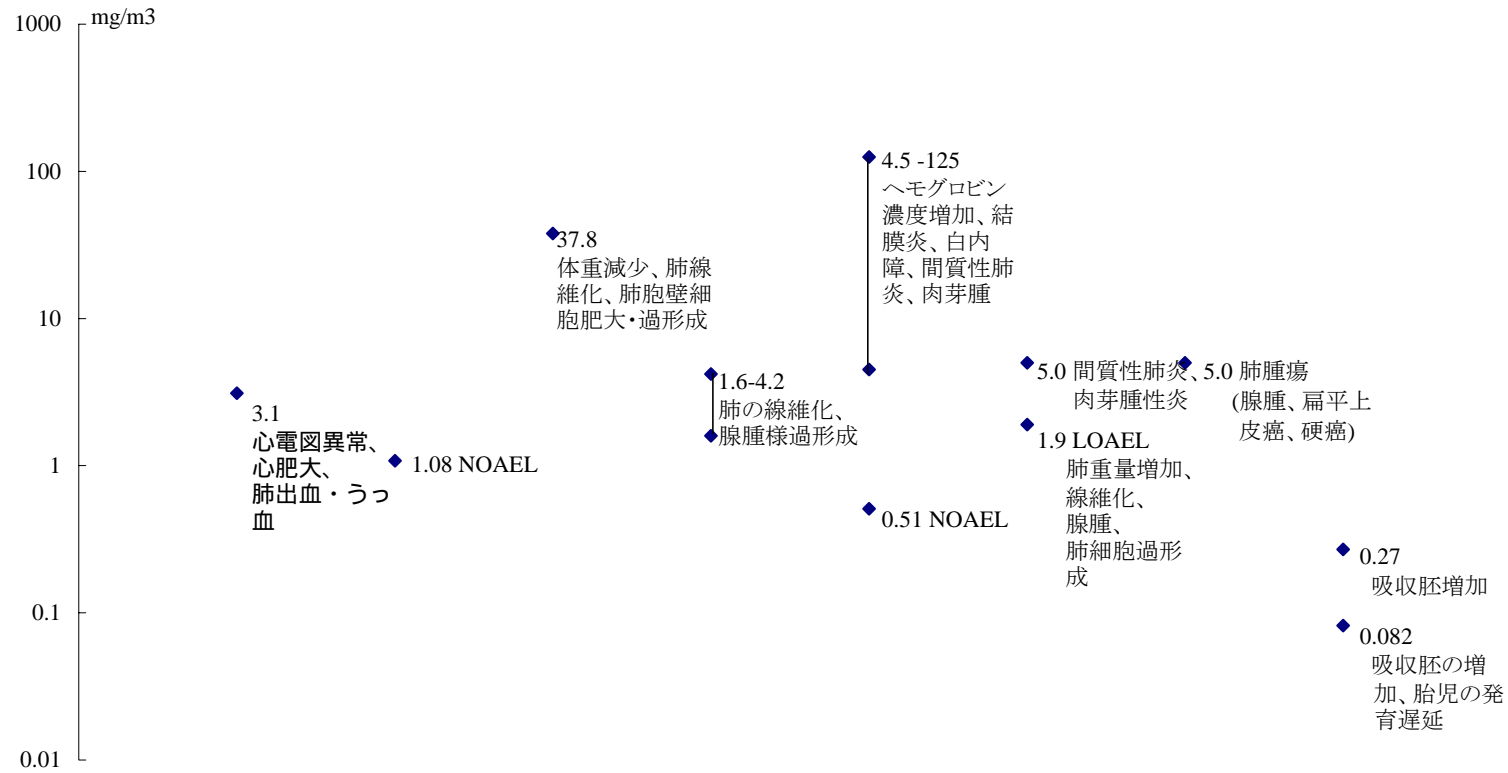 mg/m3
1000
100
10
1
0.1
0.01
3.1
心電図異常、
心肥大、
肺出血・うっ
血
1.08 NOAEL
37.8
体重減少、肺線
維化、肺胞壁細
胞肥大・過形成
1.6-4.2
肺の線維化、
腺腫様過形成
4.5 -125
ヘモグロビン
濃度増加、結
膜炎、白内
障、間質性肺
炎、肉芽腫
0.51 NOAEL
5.0 間質性肺炎、
肉芽腫性炎
1.9 LOAEL
肺重量増加、
線維化、
腺腫、
肺細胞過形
成
5.0 肺腫瘍
(腺腫、扁平上
皮癌、硬癌)
0.27
吸収胚増加
0.082
吸収胚の増
加、胎児の発
育遅延